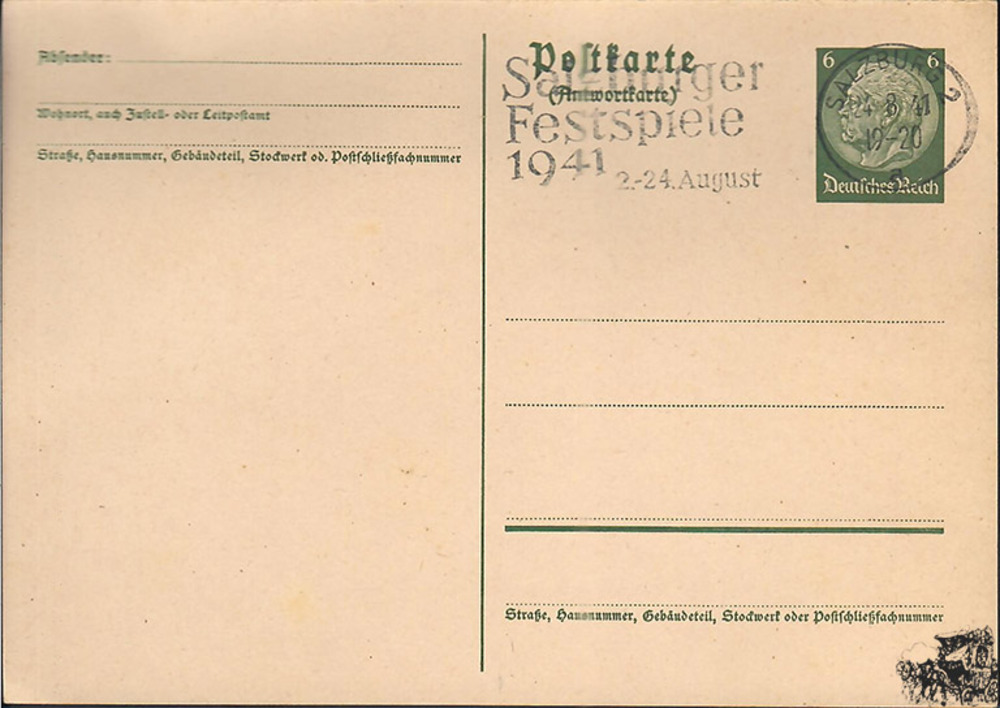 Absender:
Wohnort, auch Zustell- oder Leitpostamt
Straße, Hausnummer, Gebäudeteil, Stockwerk od. Postschließfachnummer
Postkarte
(Antwortkarte)
Salzburger
Festspiele
1941 2.-24. August
6 6
SALZBURG 2
24. 8. 41
19-20
a
Deutsches Reich
Straße, Hausnummer, Gebäudeteil, Stockwerk oder Postschließfachnummer